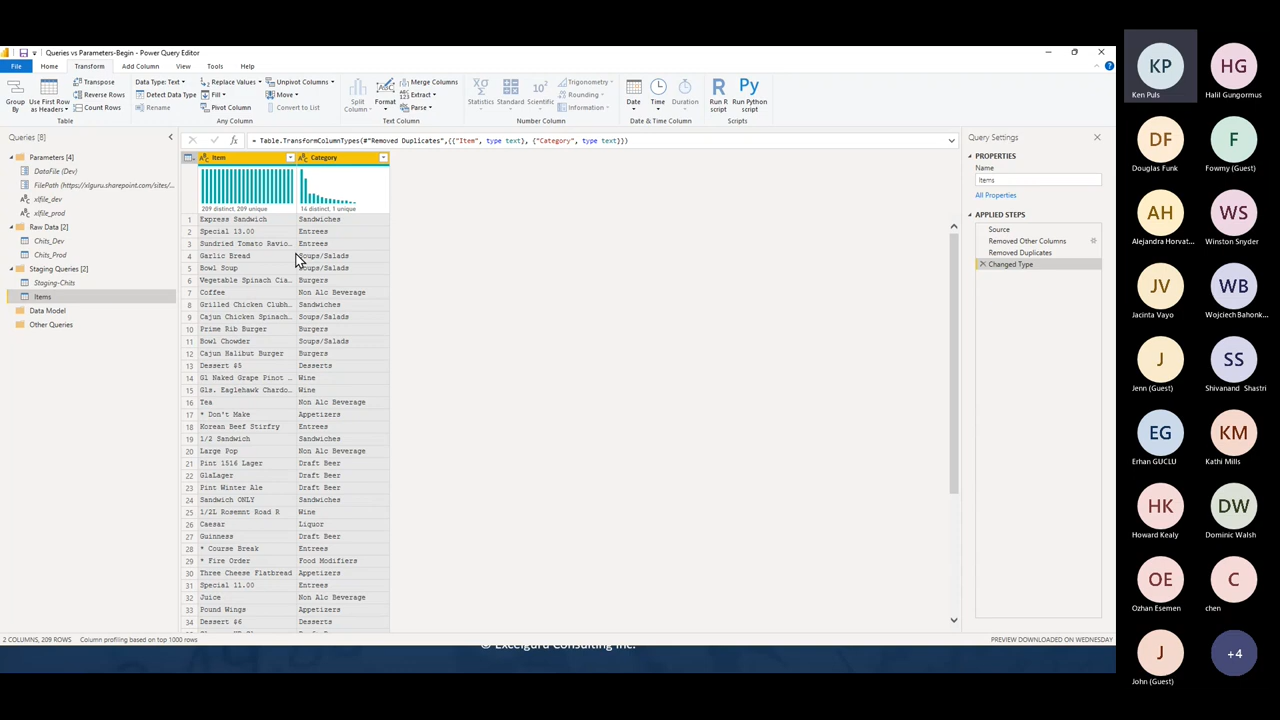 Queries vs Parameters-Begin - Power Query Editor
File Home Transform Add Column View Tools Help
Group By
Use First Row as Headers
Transpose
Reverse Rows
Count Rows
Table
Data Type: Text
Detect Data Type
Rename
Replace Values
Fill
Pivot Column
Unpivot Columns
Move
Convert to List
Any Column
Split Column
Format
Merge Columns
Extract
Parse
Text Column
Statistics
Standard
Scientific
Trigonometry
Rounding
Information
Number Column
Date
Time
Duration
Date & Time Column
Run R script
Run Python script
Scripts
Queries [8]
Parameters [4]
DataFile (Dev)
FilePath (https://xlguru.sharepoint.com/sites/...
xlfile_dev
xlfile_prod
Raw Data [2]
Chits_Dev
Chits_Prod
Staging Queries [2]
Staging-Chits
Items
Data Model
Other Queries
= Table.TransformColumnTypes(#"Removed Duplicates",{{"Item", type text}, {"Category", type text}})
Item Category
209 distinct, 209 unique 14 distinct, 1 unique
1 Express Sandwich Sandwiches
2 Special 13.00 Entrees
3 Sundried Tomato Ravio... Entrees
4 Garlic Bread Soups/Salads
5 Bowl Soup Soups/Salads
6 Vegetable Spinach Cia... Burgers
7 Coffee Non Alc Beverage
8 Grilled Chicken Clubh... Sandwiches
9 Cajun Chicken Spinach... Soups/Salads
10 Prime Rib Burger Burgers
11 Bowl Chowder Soups/Salads
12 Cajun Halibut Burger Burgers
13 Dessert $5 Desserts
14 Gl Naked Grape Pinot ... Wine
15 Gls. Eaglehawk Chardo... Wine
16 Tea Non Alc Beverage
17 * Don't Make Appetizers
18 Korean Beef Stirfry Entrees
19 1/2 Sandwich Sandwiches
20 Large Pop Non Alc Beverage
21 Pint 1516 Lager Draft Beer
22 GlsLager Draft Beer
23 Pint Winter Ale Draft Beer
24 Sandwich ONLY Sandwiches
25 1/2L Rosemnt Road R Wine
26 Caesar Liquor
27 Guinness Draft Beer
28 * Course Break Entrees
29 * Fire Order Food Modifiers
30 Three Cheese Flatbread Appetizers
31 Special 11.00 Entrees
32 Juice Non Alc Beverage
33 Pound Wings Appetizers
34 Dessert $6 Desserts
2 COLUMNS, 209 ROWS Column profiling based on top 1000 rows
PREVIEW DOWNLOADED ON WEDNESDAY
Query Settings
PROPERTIES
Name
Items
All Properties
APPLIED STEPS
Source
Removed Other Columns
Removed Duplicates
Changed Type
© Excelguru Consulting Inc.
KP
Ken Puls
HG
Halil Gungormus
DF
Douglas Funk
F
Fowmy (Guest)
AH
Alejandra Horvat...
WS
Winston Snyder
JV
Jacinta Vayo
WB
Wojciech Bahonk...
J
Jenn (Guest)
SS
Shivanand Shastri
EG
Erhan GUCLU
KM
Kathi Mills
HK
Howard Kealy
DW
Dominic Walsh
OE
Ozhan Esemen
C
chen
J
John (Guest)
+4